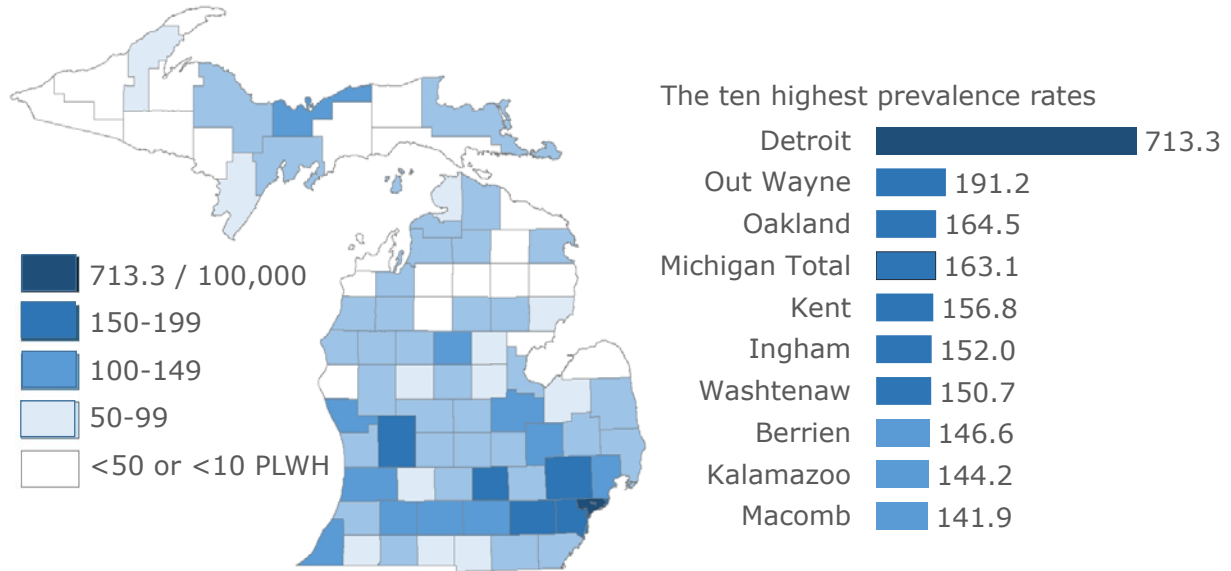 The ten highest prevalence rates
Detroit 713.3
Out Wayne 191.2
Oakland 164.5
Michigan Total 163.1
Kent 156.8
Ingham 152.0
Washtenaw 150.7
Berrien 146.6
Kalamazoo 144.2
Macomb 141.9
713.3 / 100,000
150-199
100-149
50-99
<50 or <10 PLWH